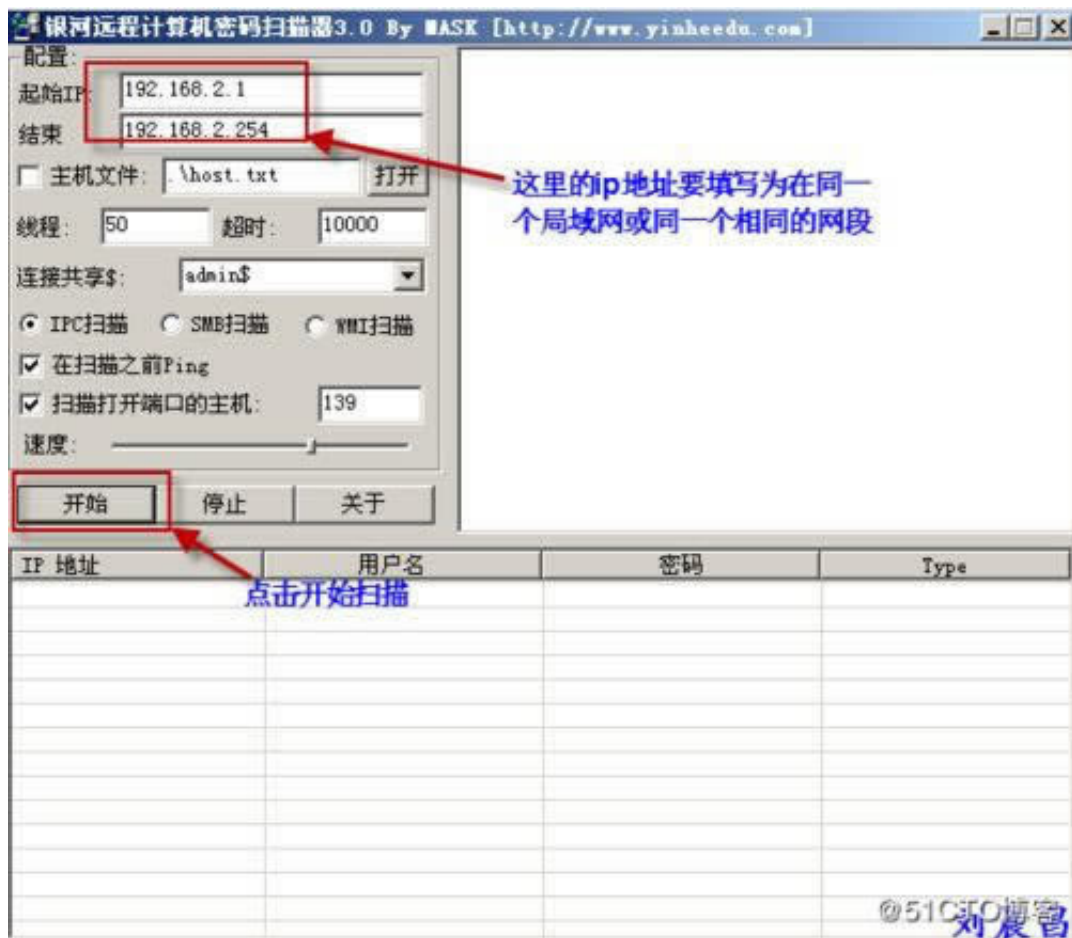 银河远程计算机密码扫描器3.0 By MASK [http://www.yinheedu.com]
配置:
起始IP: 192.168.2.1
结束 192.168.2.254
主机文件: .\host.txt 打开
这里的ip地址要填写为在同一
个局域网或同一个相同的网段
线程: 50 超时: 10000
连接共享$: admin$
IPC扫描 SMB扫描 WMI扫描
在扫描之前Ping
扫描打开端口的主机: 139
速度:
开始 停止 关于
IP 地址 用户名 密码 Type
点击开始扫描
@51CTO博客
刘晨昌